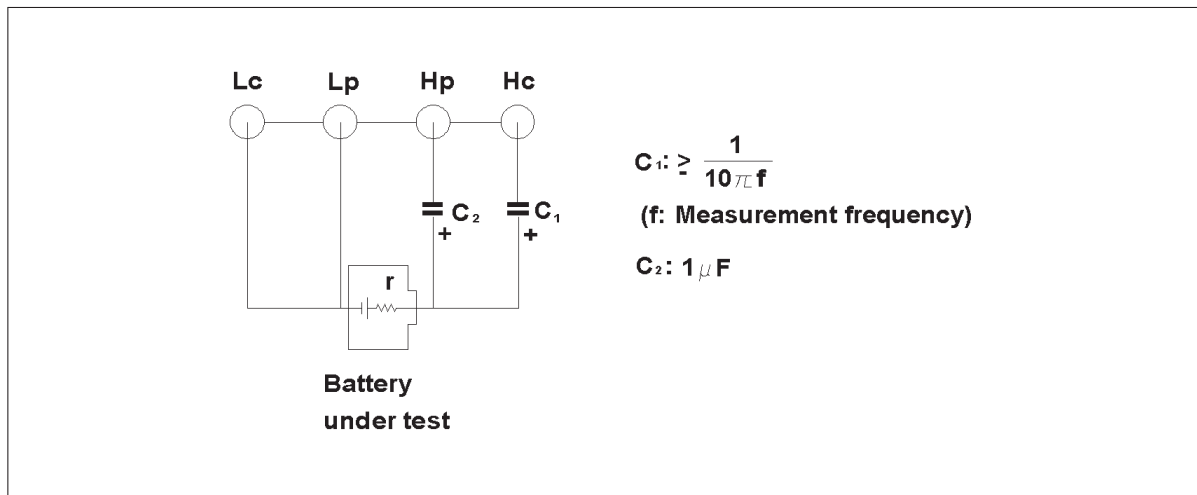 Lc Lp Hp Hc
C₁: ≥ 1
10πf
(f: Measurement frequency)
C₂ C₁
+ +
C₂: 1μF
r
Battery
under test